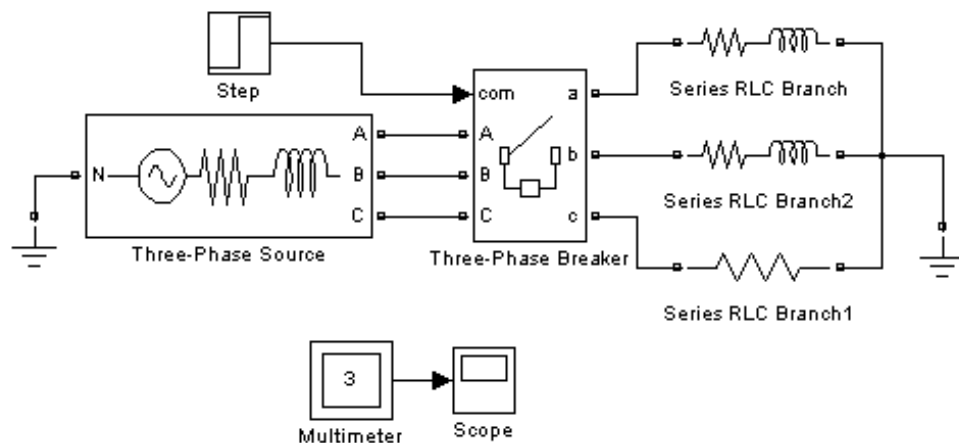 Step
com
a
Series RLC Branch
A
A
N
B
B
b
C
C
c
Series RLC Branch2
Three-Phase Source
Three-Phase Breaker
Series RLC Branch1
3
Multimeter
Scope